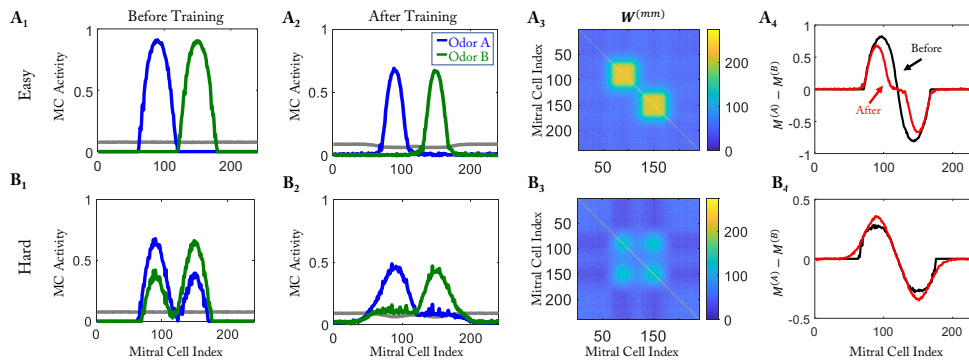 A₁ Before Training
A₂ After Training
A₃ W⁽ᵐᵐ⁾
A₄
Easy
MC Activity
1
0.5
0
0 100 200
MC Activity
1
0.5
0
0 100 200
Odor A
Odor B
Mitral Cell Index
50
100
150
200
50 150
200
100
0
M⁽ᴬ⁾ − M⁽ᴮ⁾
1
0.5
0
-0.5
-1
0 100 200
Before
After
B₁
B₂
B₃
B₄
Hard
MC Activity
1
0.5
0
0 100 200
Mitral Cell Index
MC Activity
1
0.5
0
0 100 200
Mitral Cell Index
Mitral Cell Index
50
100
150
200
50 150
Mitral Cell Index
200
100
0
M⁽ᴬ⁾ − M⁽ᴮ⁾
0.5
0
-0.5
0 100 200
Mitral Cell Index